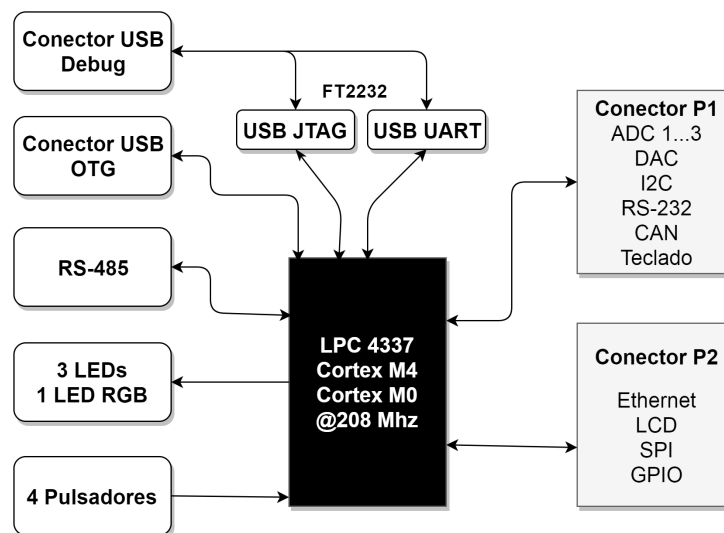 Conector USB
Debug
FT2232
USB JTAG
USB UART
Conector USB
OTG
RS-485
3 LEDs
1 LED RGB
4 Pulsadores
LPC 4337
Cortex M4
Cortex M0
@208 Mhz
Conector P1
ADC 1...3
DAC
I2C
RS-232
CAN
Teclado
Conector P2
Ethernet
LCD
SPI
GPIO